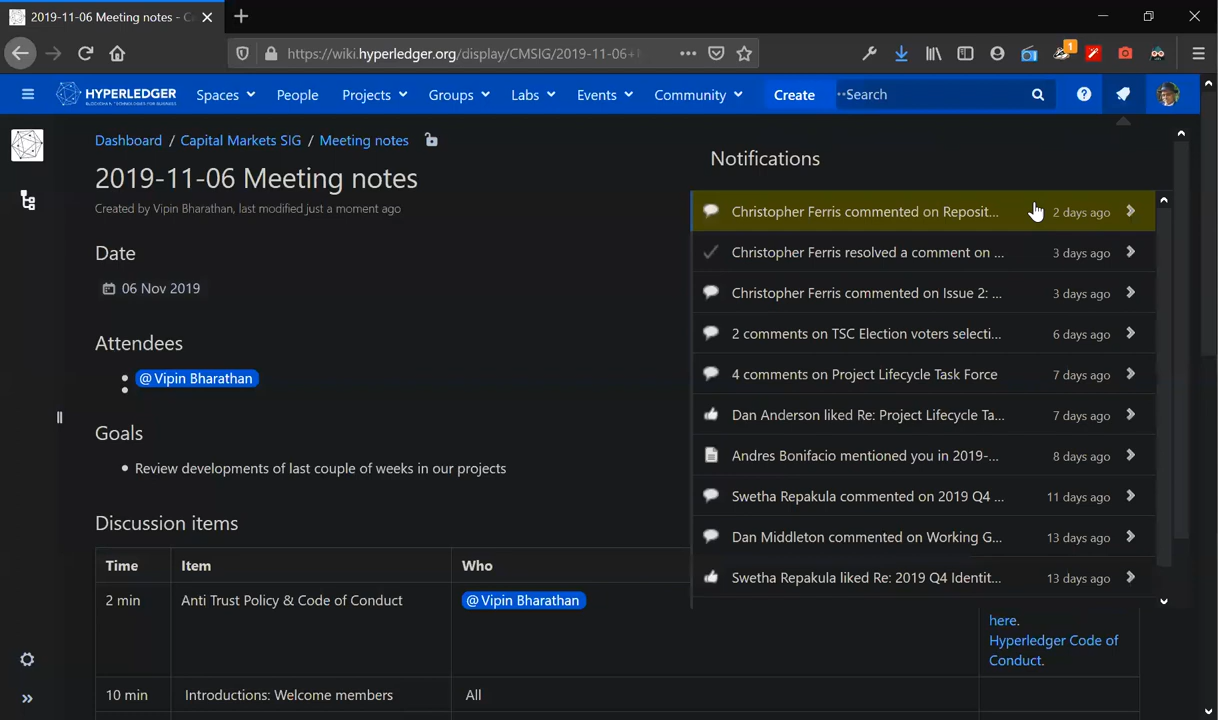 2019-11-06 Meeting notes - C
https://wiki.hyperledger.org/display/CMSIG/2019-11-06+
1
HYPERLEDGER
BLOCKCHAIN TECHNOLOGIES FOR BUSINESS
Spaces
People
Projects
Groups
Labs
Events
Community
Create
Search
Dashboard / Capital Markets SIG / Meeting notes
2019-11-06 Meeting notes
Created by Vipin Bharathan, last modified just a moment ago
Date
06 Nov 2019
Attendees
@Vipin Bharathan
Goals
Review developments of last couple of weeks in our projects
Discussion items
Time Item Who
2 min Anti Trust Policy & Code of Conduct @Vipin Bharathan
here.
Hyperledger Code of
Conduct.
10 min Introductions: Welcome members All
Notifications
Christopher Ferris commented on Reposit... 2 days ago
Christopher Ferris resolved a comment on ... 3 days ago
Christopher Ferris commented on Issue 2: ... 3 days ago
2 comments on TSC Election voters selecti... 6 days ago
4 comments on Project Lifecycle Task Force 7 days ago
Dan Anderson liked Re: Project Lifecycle Ta... 7 days ago
Andres Bonifacio mentioned you in 2019-... 8 days ago
Swetha Repakula commented on 2019 Q4 ... 11 days ago
Dan Middleton commented on Working G... 13 days ago
Swetha Repakula liked Re: 2019 Q4 Identit... 13 days ago